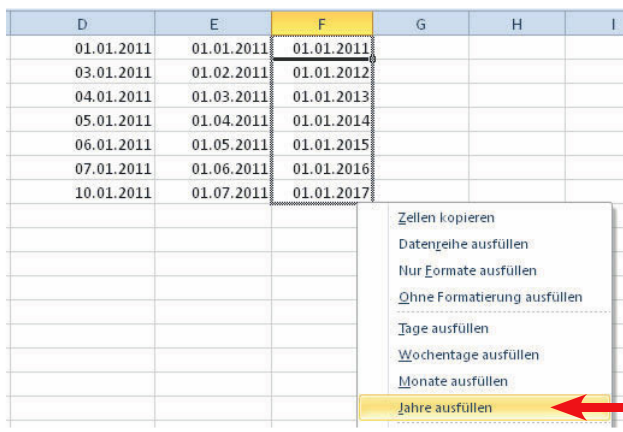 D E F G H I
01.01.2011 01.01.2011 01.01.2011
03.01.2011 01.02.2011 01.01.2012
04.01.2011 01.03.2011 01.01.2013
05.01.2011 01.04.2011 01.01.2014
06.01.2011 01.05.2011 01.01.2015
07.01.2011 01.06.2011 01.01.2016
10.01.2011 01.07.2011 01.01.2017
Zellen kopieren
Datenreihe ausfüllen
Nur Formate ausfüllen
Ohne Formatierung ausfüllen
Tage ausfüllen
Wochentage ausfüllen
Monate ausfüllen
Jahre ausfüllen